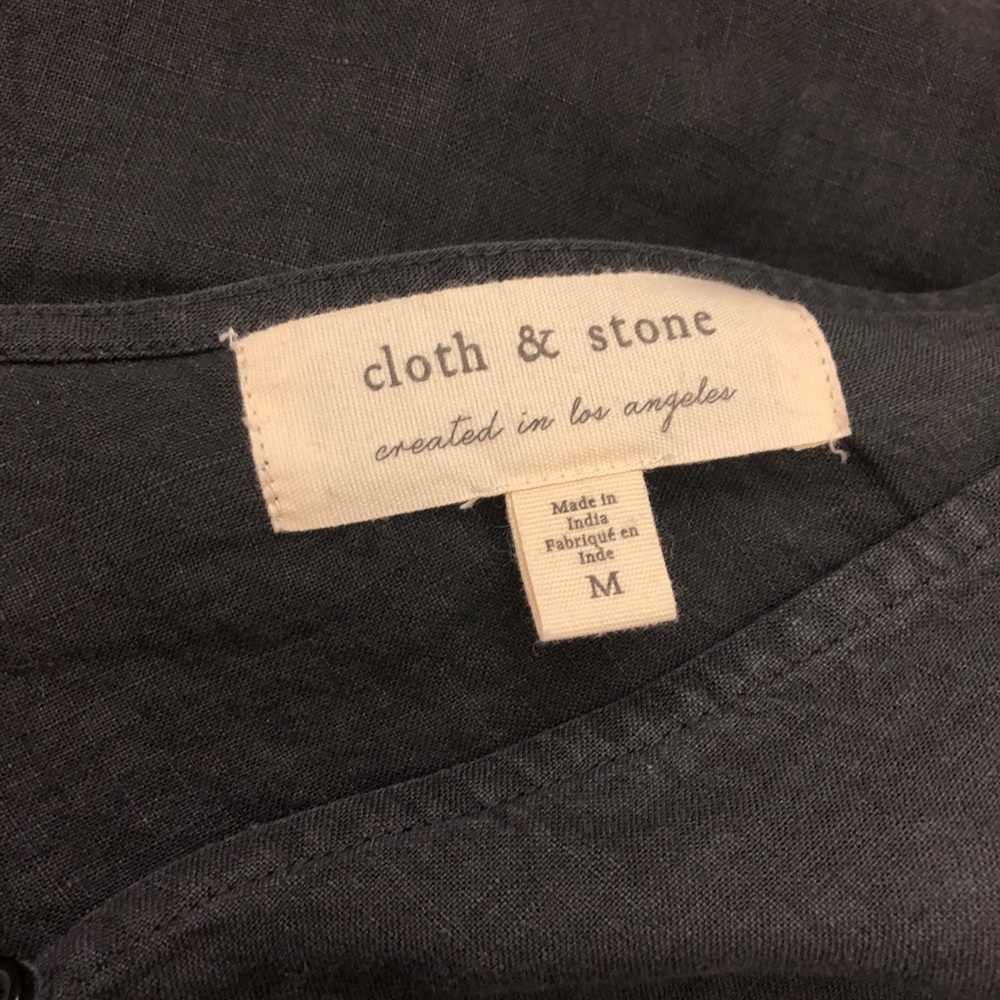 cloth & stone
created in los angeles
Made in
India
Fabriqué en
Inde
M